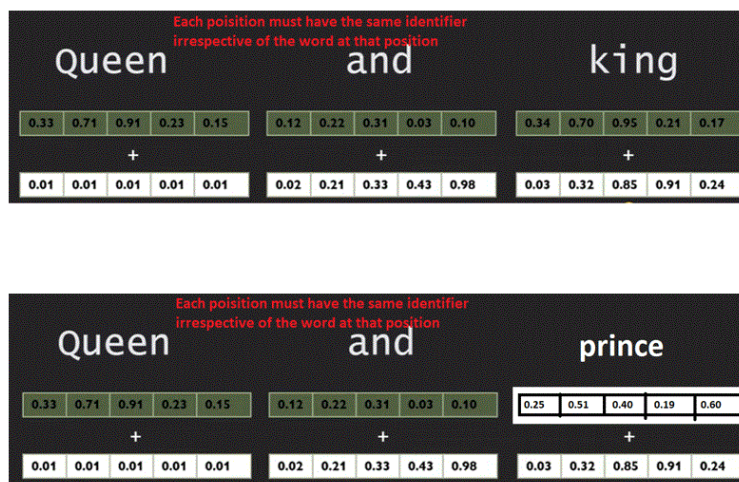 Each poisition must have the same identifier
irrespective of the word at that position
Queen and king
0.33 0.71 0.91 0.23 0.15 0.12 0.22 0.31 0.03 0.10 0.34 0.70 0.95 0.21 0.17
+ + +
0.01 0.01 0.01 0.01 0.01 0.02 0.21 0.33 0.43 0.98 0.03 0.32 0.85 0.91 0.24
Each poisition must have the same identifier
irrespective of the word at that position
Queen and prince
0.33 0.71 0.91 0.23 0.15 0.12 0.22 0.31 0.03 0.10 0.25 0.51 0.40 0.19 0.60
+ + +
0.01 0.01 0.01 0.01 0.01 0.02 0.21 0.33 0.43 0.98 0.03 0.32 0.85 0.91 0.24